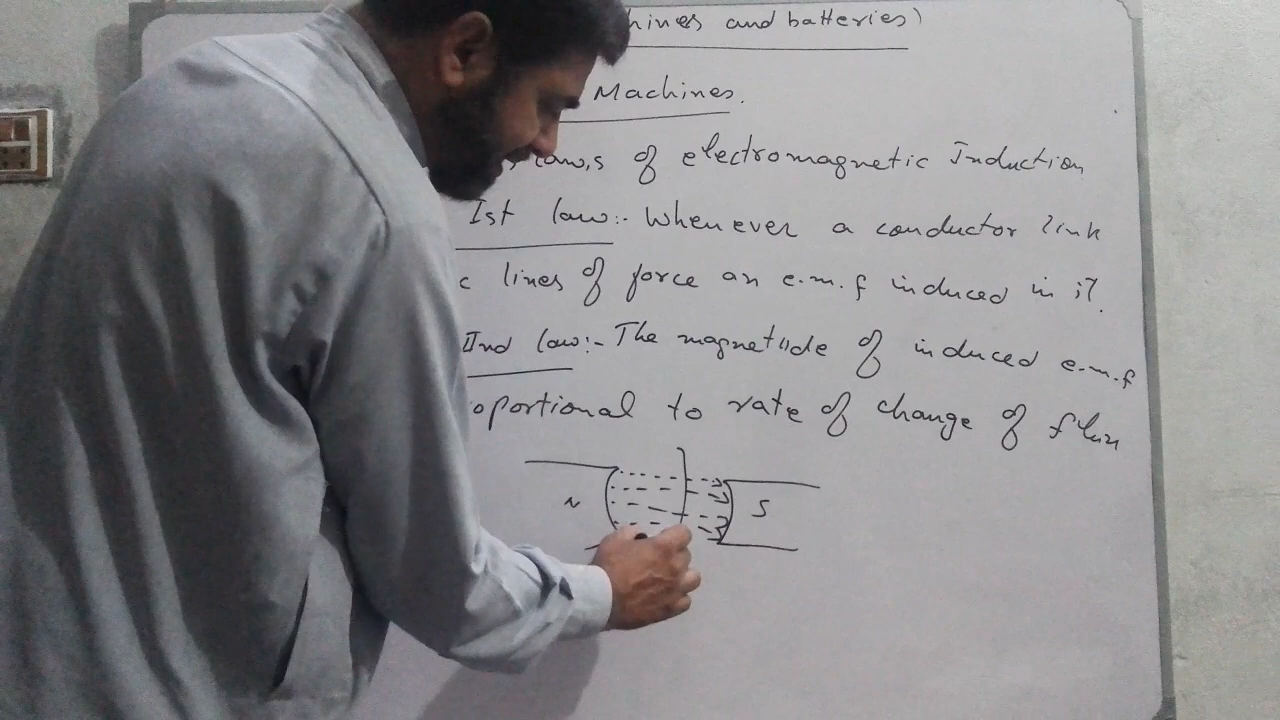 hines and batteries)
Machines.
law,s of electromagnetic Induction
Ist law:- Whenever a conductor link
c lines of force an e.m.f induced in it.
IInd law:- The magnetude of induced e.m.f
oportional to rate of change of flux
N S